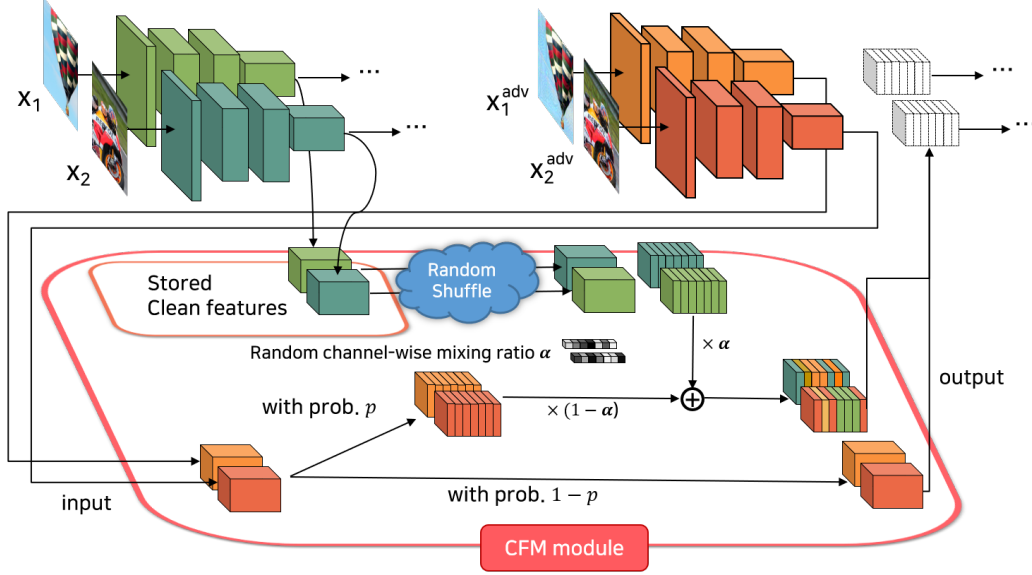 ...
...
x₁
x₂
x₁ᵃᵈᵛ
x₂ᵃᵈᵛ
...
...
Stored
Clean features
Random
Shuffle
Random channel-wise mixing ratio α
× α
with prob. p
× (1 − α)
+
output
input
with prob. 1 − p
CFM module